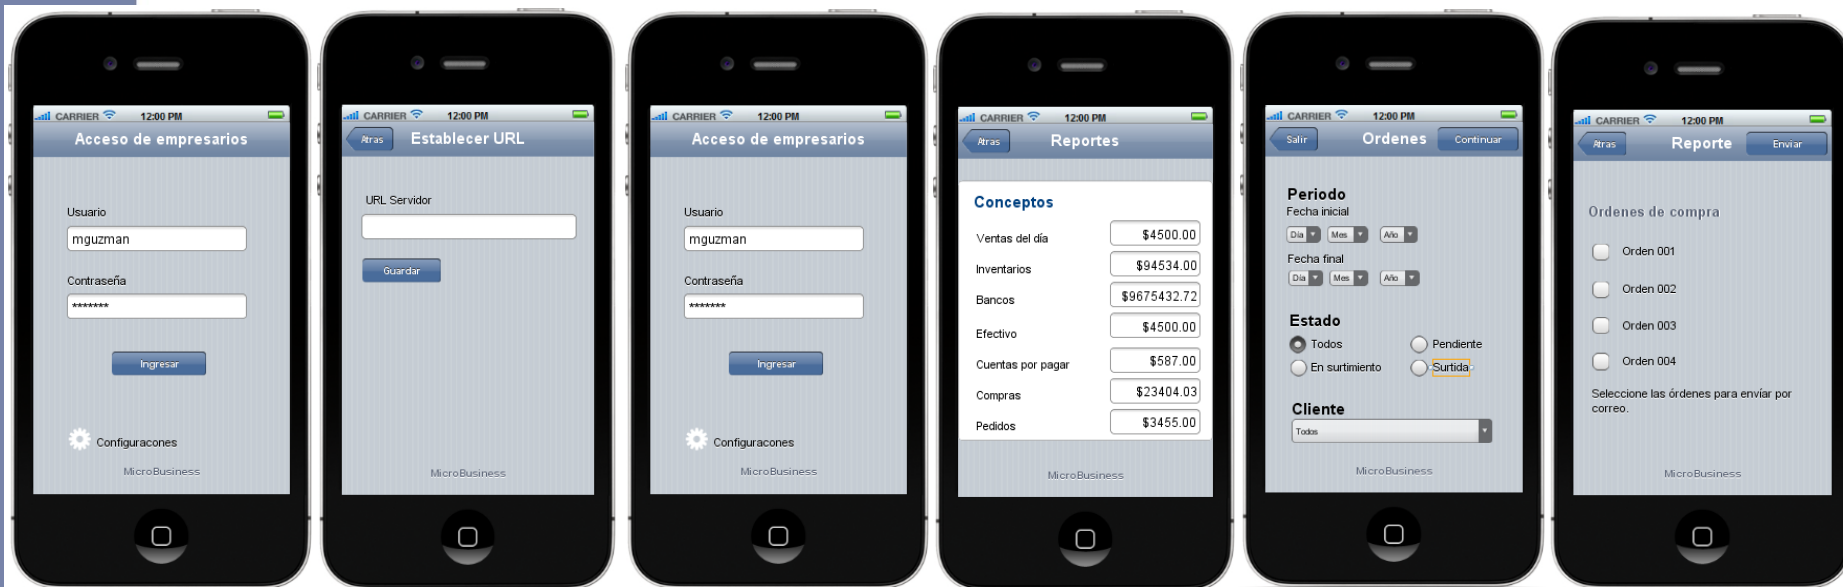 CARRIER 12:00 PM
Acceso de empresarios
Usuario
mguzman
Contraseña
*******
Ingresar
Configuracones
MicroBusiness
CARRIER 12:00 PM
Atras Establecer URL
URL Servidor
Guardar
MicroBusiness
CARRIER 12:00 PM
Acceso de empresarios
Usuario
mguzman
Contraseña
*******
Ingresar
Configuracones
MicroBusiness
CARRIER 12:00 PM
Atras Reportes
Conceptos
Ventas del día $4500.00
Inventarios $94534.00
Bancos $9675432.72
Efectivo $4500.00
Cuentas por pagar $587.00
Compras $23404.03
Pedidos $3455.00
MicroBusiness
CARRIER 12:00 PM
Salir Ordenes Continuar
Periodo
Fecha inicial
Día Mes Año
Fecha final
Día Mes Año
Estado
Todos Pendiente
En surtimiento Surtida
Cliente
Todos
MicroBusiness
CARRIER 12:00 PM
Atras Reporte Enviar
Ordenes de compra
Orden 001
Orden 002
Orden 003
Orden 004
Seleccione las órdenes para envíar por
correo.
MicroBusiness